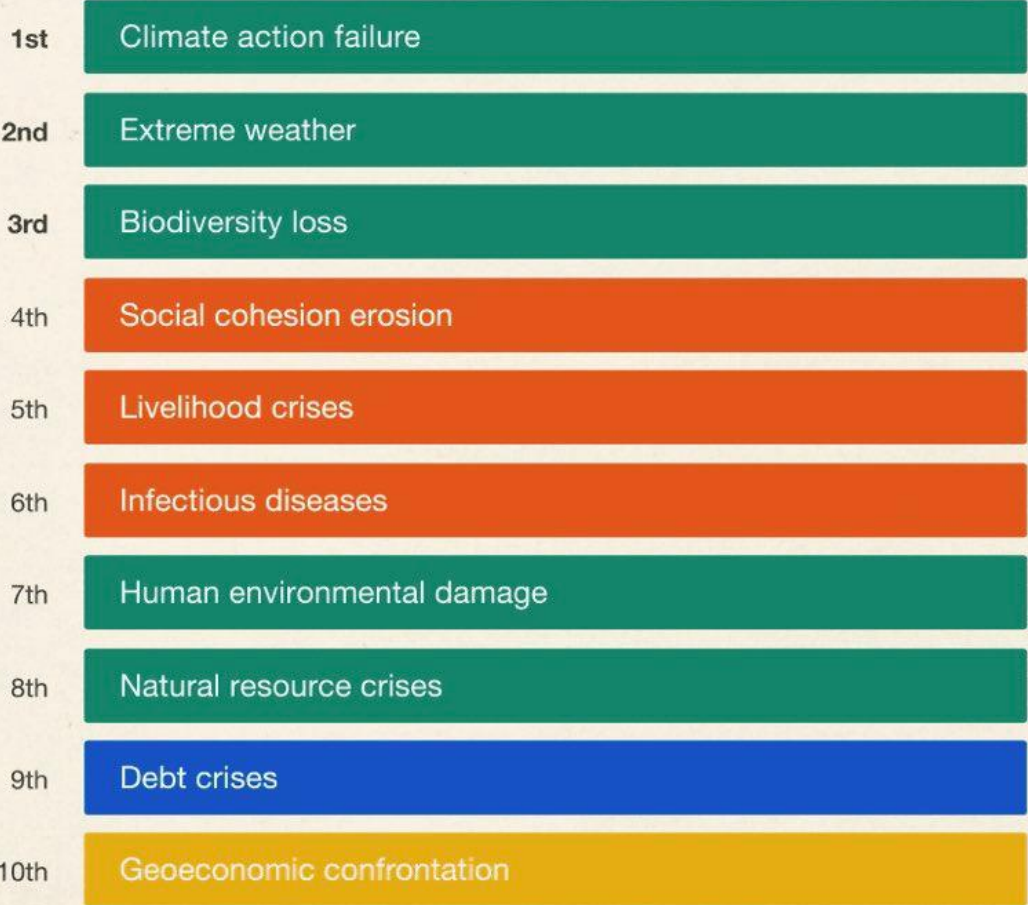 1st Climate action failure
2nd Extreme weather
3rd Biodiversity loss
4th Social cohesion erosion
5th Livelihood crises
6th Infectious diseases
7th Human environmental damage
8th Natural resource crises
9th Debt crises
10th Geoeconomic confrontation